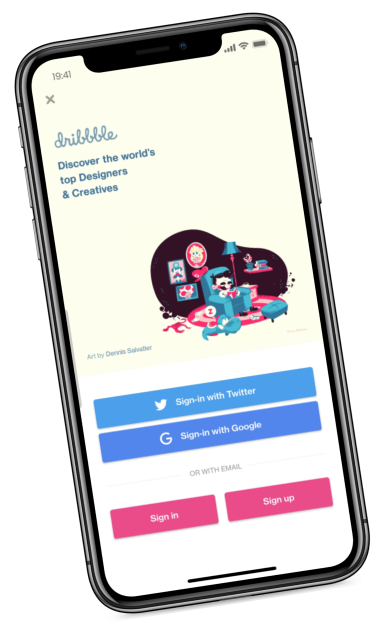 19:41
dribbble
Discover the world's
top Designers
& Creatives
Art by Dennis Salvatier
Sign-in with Twitter
Sign-in with Google
OR WITH EMAIL
Sign in
Sign up